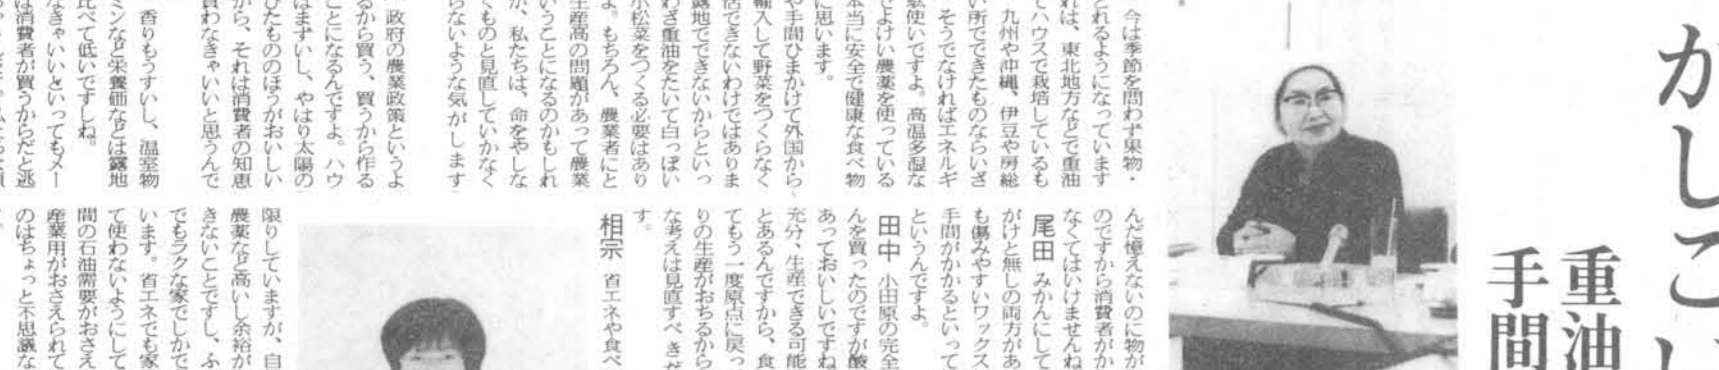 かしこい
重油
手間
今は季節を問わず果物・
とれるようになっています
れは、東北地方などで重油
てハウスで栽培しているも
九州や沖縄、伊豆や房総
い所でできたものならいざ
そうでなければエネルギ
駄使いですよ。高温多湿な
でよけい農薬を使っている
本当に安全で健康な食べ物
に思います。
や手間ひまかけて外国から
輸入して野菜をつくらなく
活できないわけではありま
露地でできないからといっ
わざ重油をたいて白っぽい
小松菜をつくる必要はあり
よ。もちろん、農業者にと
生産高の問題があって農業
いうことになるのかもしれ
が、私たちは、命をやしな
くものと見直していかなく
らないような気がします
政府の農業政策というよ
るから買う、買うから作る
ことになるんですよ。ハウ
はまずいし、やはり太陽の
びたもののほうがおいしい
から、それは消費者の知恵
買わなきゃいいと思うんで
香りもうすいし、温室物
ミンなど栄養価などは露地
比べて低いですしね。
なきゃいいといってもメー
は消費者が買うからだと逃
んだ憶えないのに物が
のですから消費者がか
なくてはいけませんね
尾田 みかんにして
がけと無しの両方があ
も傷みやすいワックス
手間がかかるといって
というんですよ。
田中 小田原の完全
んを買ったのですが酸
あっておいしいですね
充分、生産できる可能
とあるんですから、食
てもう一度原点に戻っ
りの生産がおちるから
な考えは見直すべきだ
す。
相宗 省エネや食べ
限りしていますが、自
農薬など高いし余裕が
きないことですし、ふ
でもラクな家でしかで
います。省エネでも家
て使わないようにして
間の石油需要がおさえ
産業用がおさえられて
のはちょっと不思議な